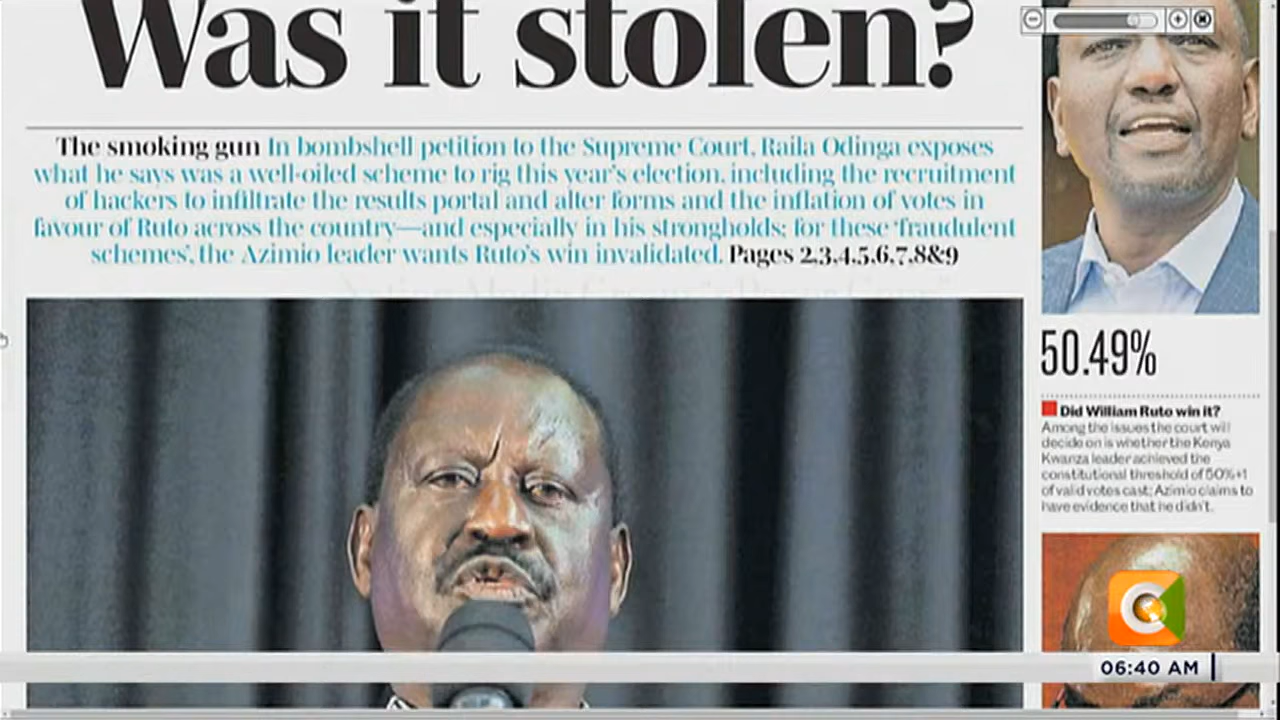 Was it stolen?
The smoking gun In bombshell petition to the Supreme Court, Raila Odinga exposes
what he says was a well-oiled scheme to rig this year's election, including the recruitment
of hackers to infiltrate the results portal and alter forms and the inflation of votes in
favour of Ruto across the country—and especially in his strongholds; for these 'fraudulent
schemes', the Azimio leader wants Ruto's win invalidated. Pages 2,3,4,5,6,7,8&9
50.49%
Did William Ruto win it?
Among the issues the court will
decide on is whether the Kenya
Kwanza leader achieved the
constitutional threshold of 50%+1
of valid votes cast; Azimio claims to
have evidence that he didn't.
06:40 AM